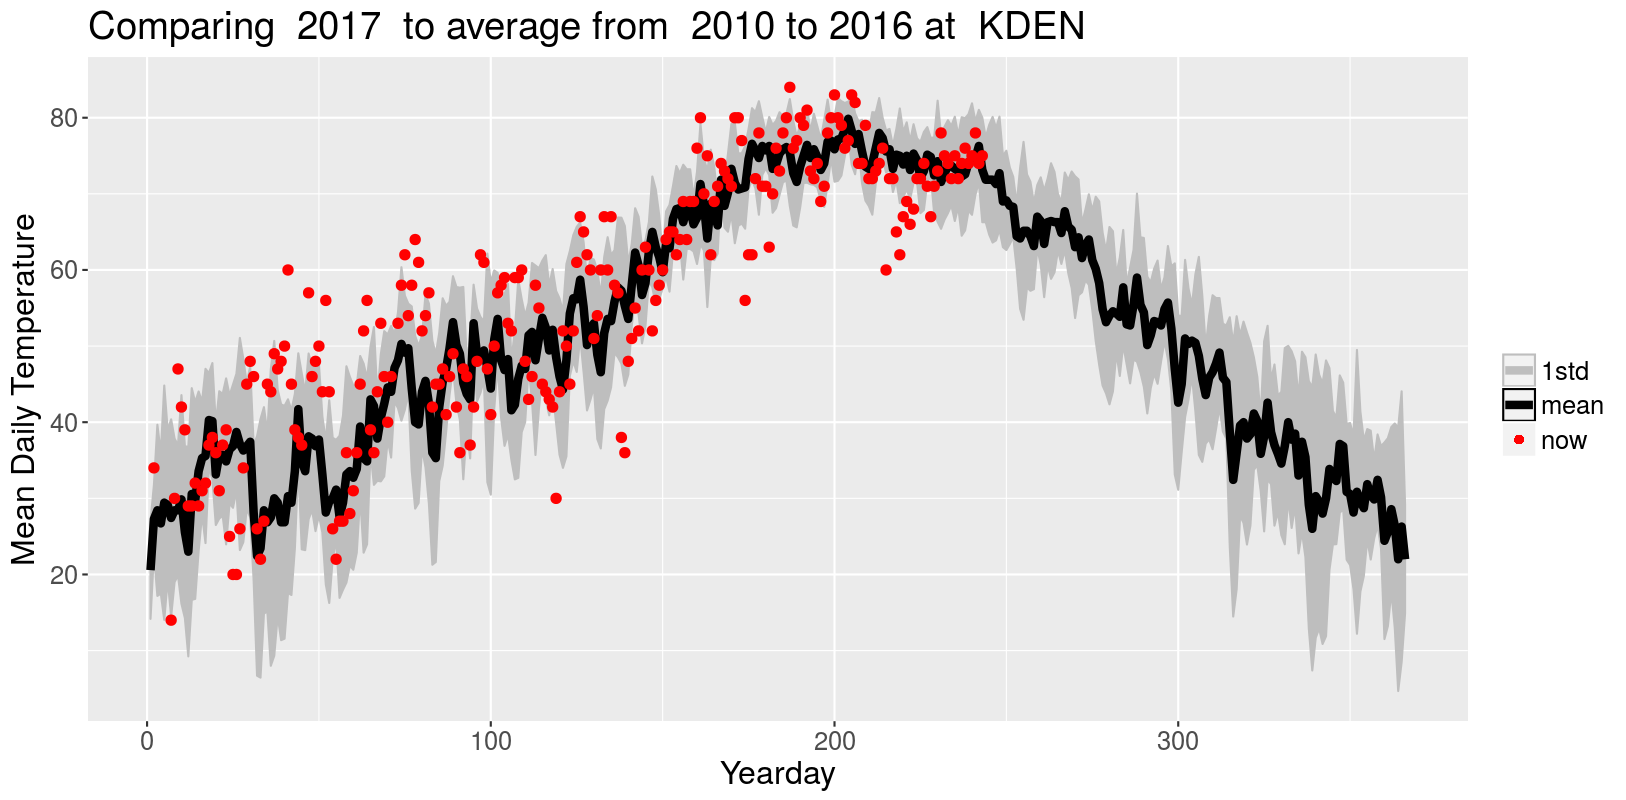 Comparing  2017  to average from  2010 to 2016 at  KDEN
Mean Daily Temperature
80
60
40
20
0
100
200
300
Yearday
1std
mean
now